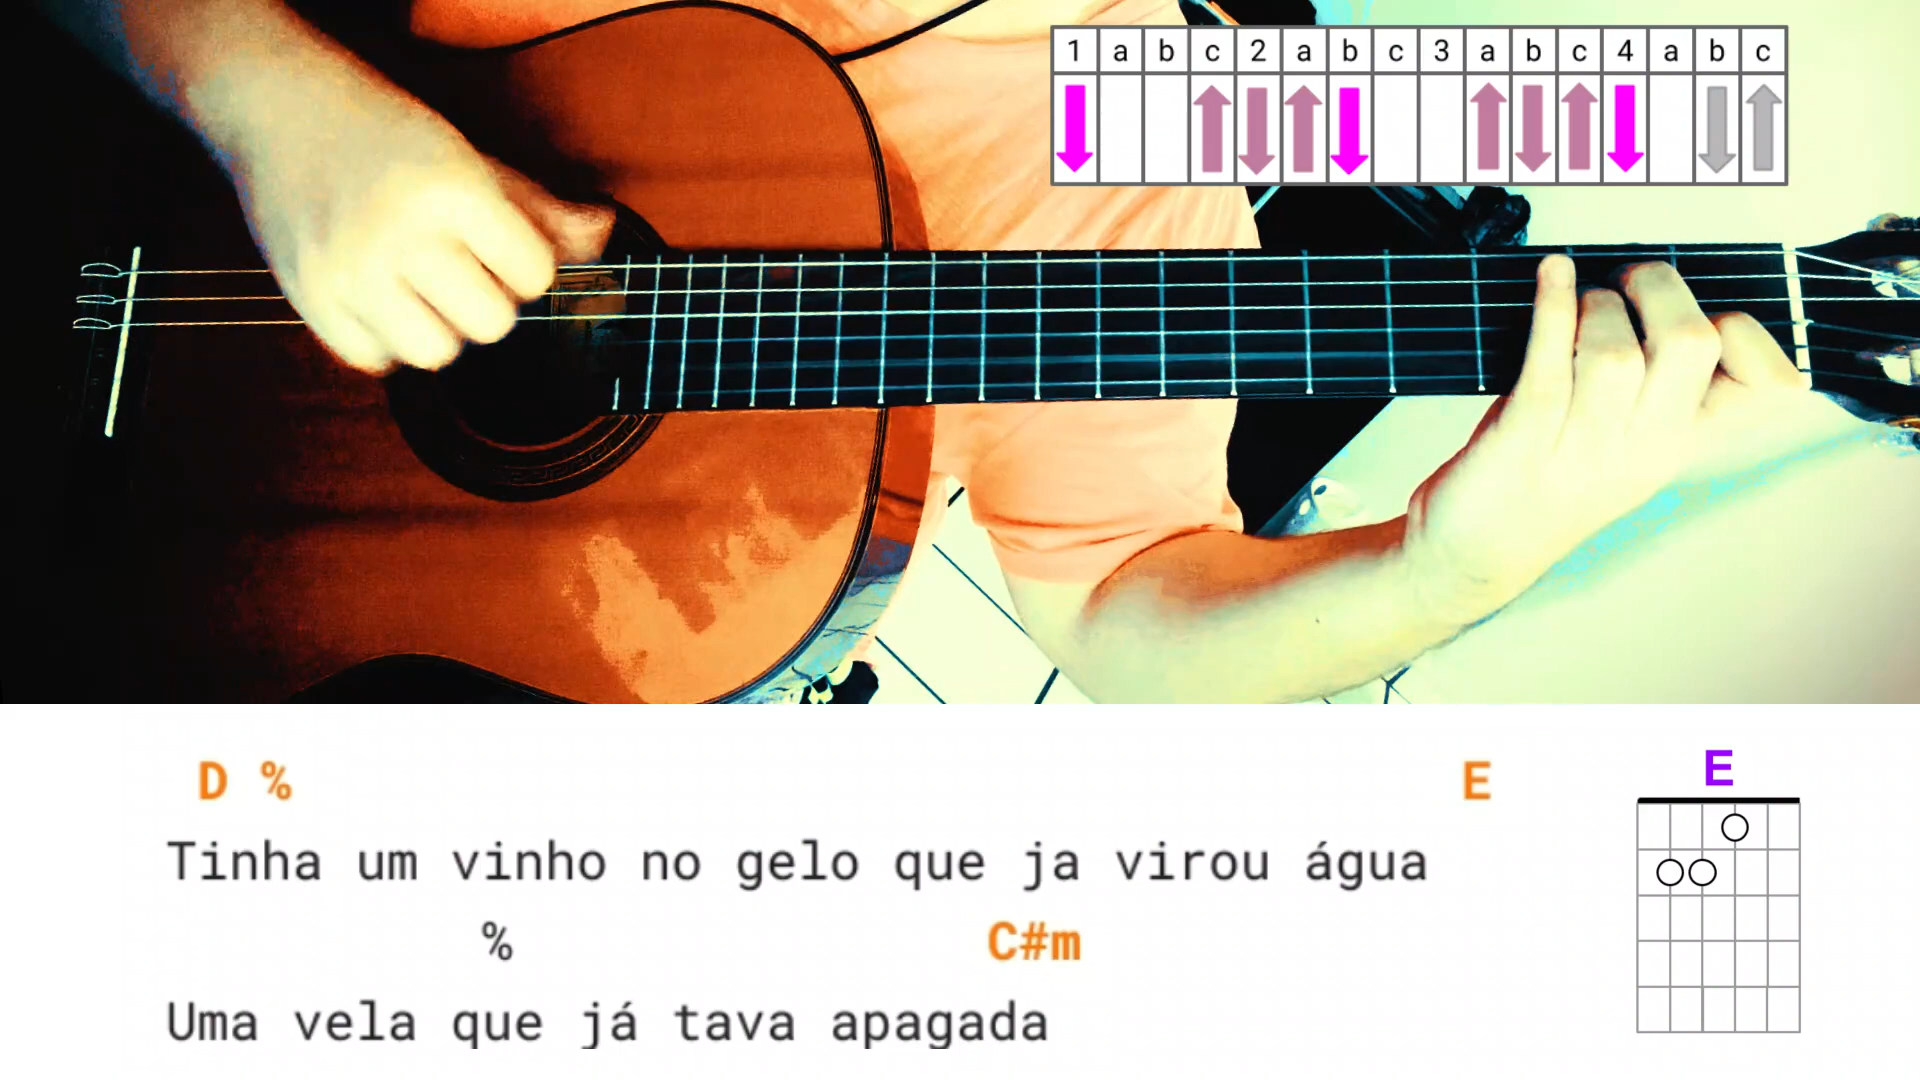 1 a b c 2 a b c 3 a b c 4 a b c
D % E
Tinha um vinho no gelo que ja virou água
% C#m
Uma vela que já tava apagada
E